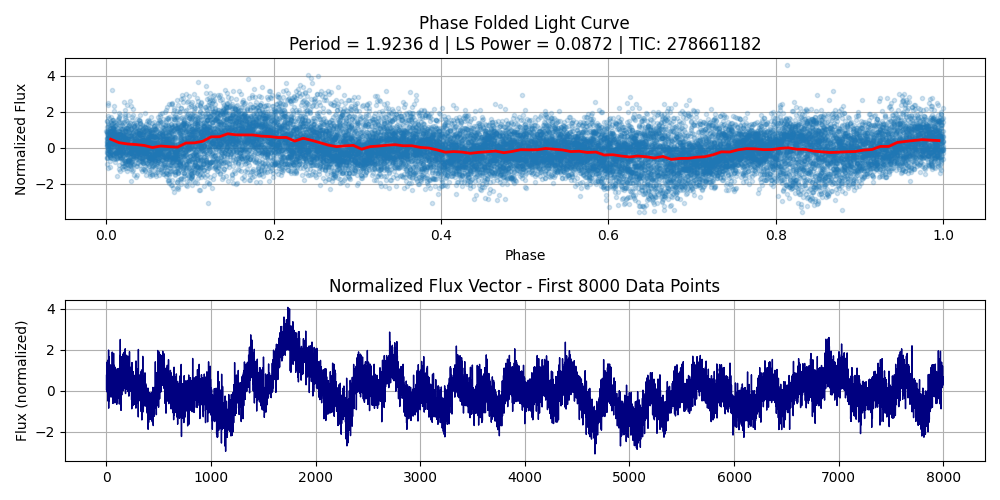 Phase Folded Light Curve
Period = 1.9236 d | LS Power = 0.0872 | TIC: 278661182
Normalized Flux
4
2
0
−2
0.0 0.2 0.4 0.6 0.8 1.0
Phase
Normalized Flux Vector - First 8000 Data Points
Flux (normalized)
4
2
0
−2
0 1000 2000 3000 4000 5000 6000 7000 8000